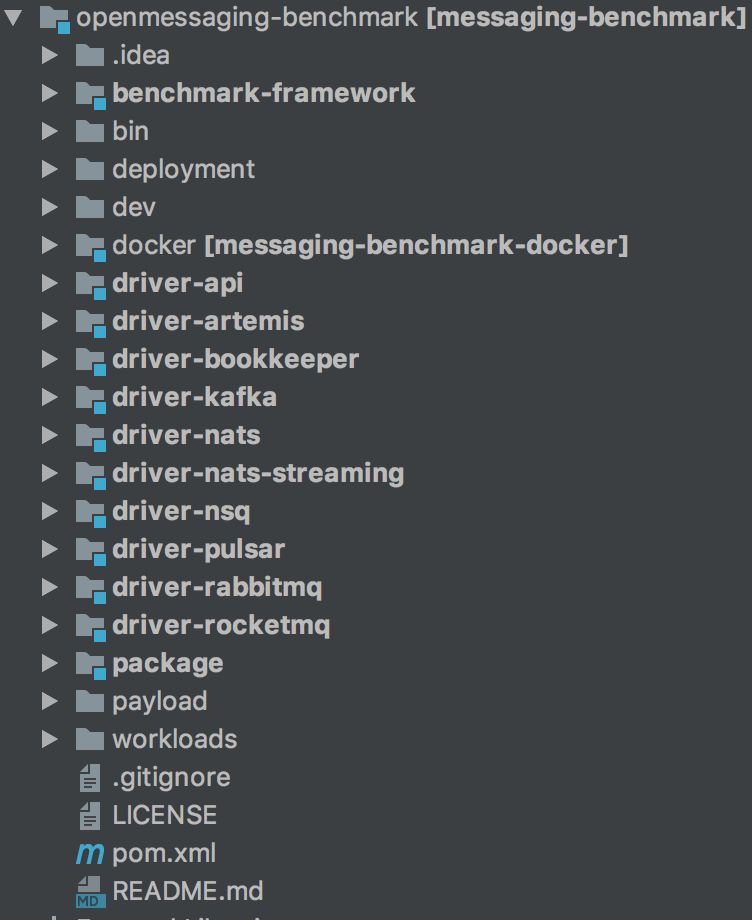 openmessaging-benchmark [messaging-benchmark]
.idea
benchmark-framework
bin
deployment
dev
docker [messaging-benchmark-docker]
driver-api
driver-artemis
driver-bookkeeper
driver-kafka
driver-nats
driver-nats-streaming
driver-nsq
driver-pulsar
driver-rabbitmq
driver-rocketmq
package
payload
workloads
.gitignore
LICENSE
m pom.xml
MD README.md